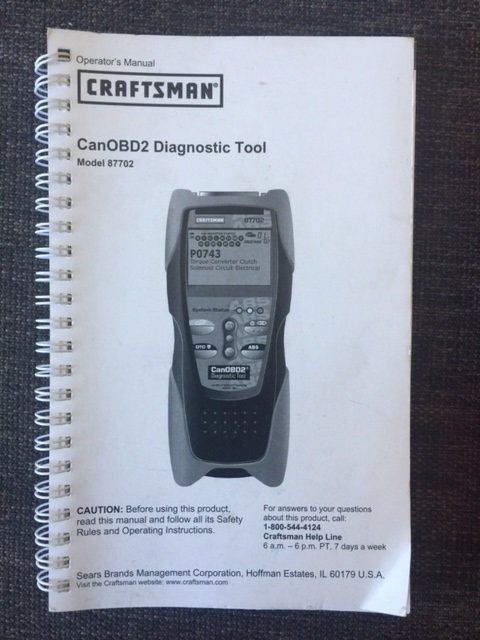 Operator's Manual
CRAFTSMAN®
CanOBD2 Diagnostic Tool
Model 87702
CRAFTSMAN 87702
P0743
Torque Converter Clutch
Solenoid Circuit Electrical
System Status
DTC ABS
CanOBD2®
Diagnostic Tool
CAUTION: Before using this product,
read this manual and follow all its Safety
Rules and Operating Instructions.
For answers to your questions
about this product, call:
1-800-544-4124
Craftsman Help Line
6 a.m. – 6 p.m. PT, 7 days a week
Sears Brands Management Corporation, Hoffman Estates, IL 60179 U.S.A.
Visit the Craftsman website: www.craftsman.com